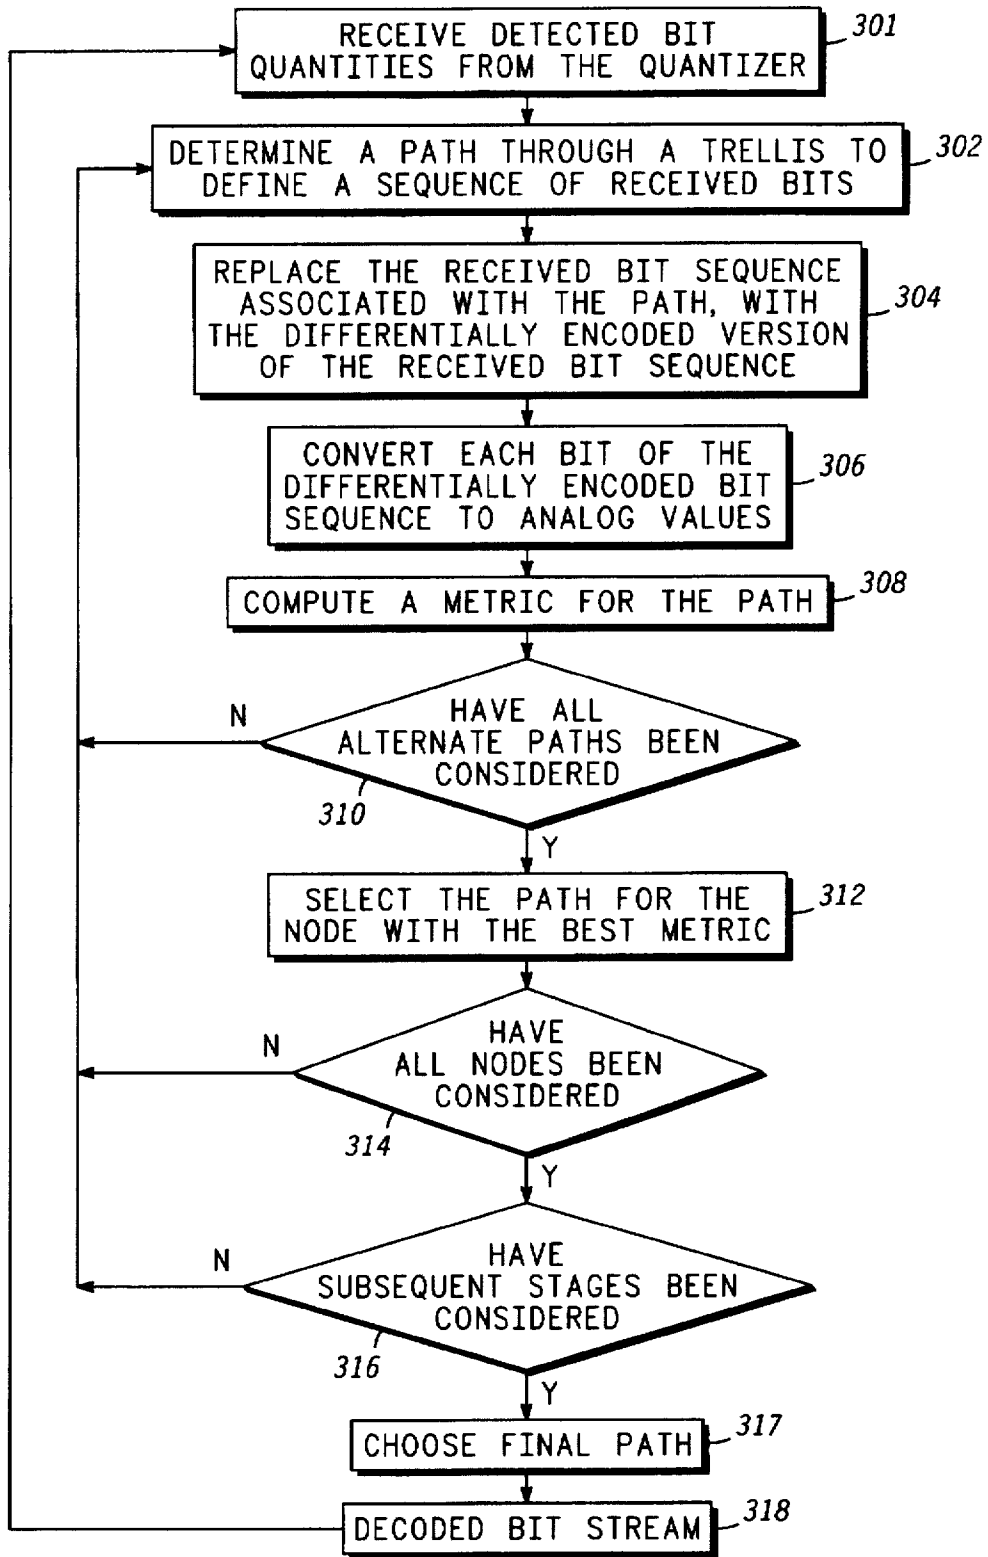 RECEIVE DETECTED BIT
QUANTITIES FROM THE QUANTIZER
301
DETERMINE A PATH THROUGH A TRELLIS TO
DEFINE A SEQUENCE OF RECEIVED BITS
302
REPLACE THE RECEIVED BIT SEQUENCE
ASSOCIATED WITH THE PATH, WITH
THE DIFFERENTIALLY ENCODED VERSION
OF THE RECEIVED BIT SEQUENCE
304
CONVERT EACH BIT OF THE
DIFFERENTIALLY ENCODED BIT
SEQUENCE TO ANALOG VALUES
306
COMPUTE A METRIC FOR THE PATH
308
N
HAVE ALL
ALTERNATE PATHS BEEN
CONSIDERED
310
Y
SELECT THE PATH FOR THE
NODE WITH THE BEST METRIC
312
N
HAVE
ALL NODES BEEN
CONSIDERED
314
Y
N
HAVE
SUBSEQUENT STAGES BEEN
CONSIDERED
316
Y
CHOOSE FINAL PATH
317
DECODED BIT STREAM
318